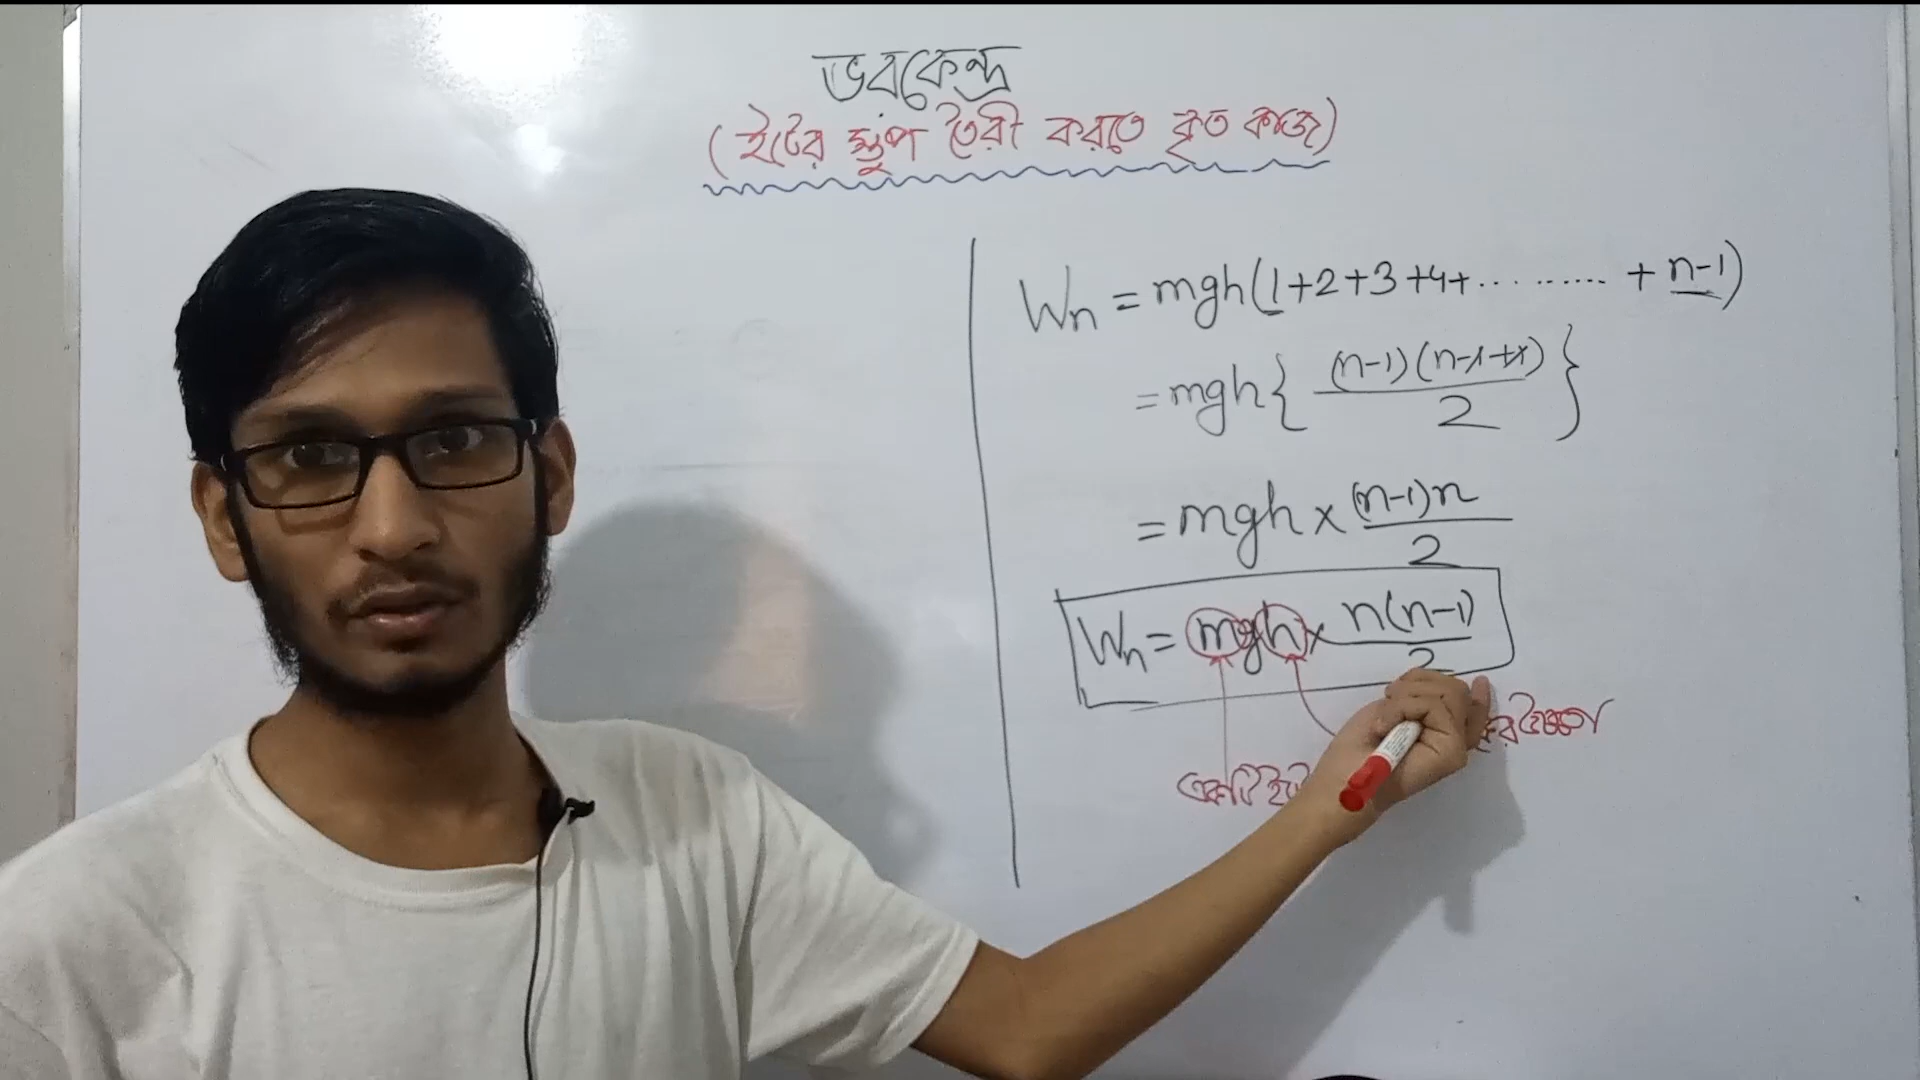 ভরকেন্দ্র
(ইটের স্তুপ তৈরী করতে কৃত কাজ)
Wn = mgh(1+2+3+4+.......... + n-1)
= mgh{ (n-1)(n-1+1) / 2 }
= mgh × (n-1)n / 2
Wn = mgh × n(n-1) / 2
একটি